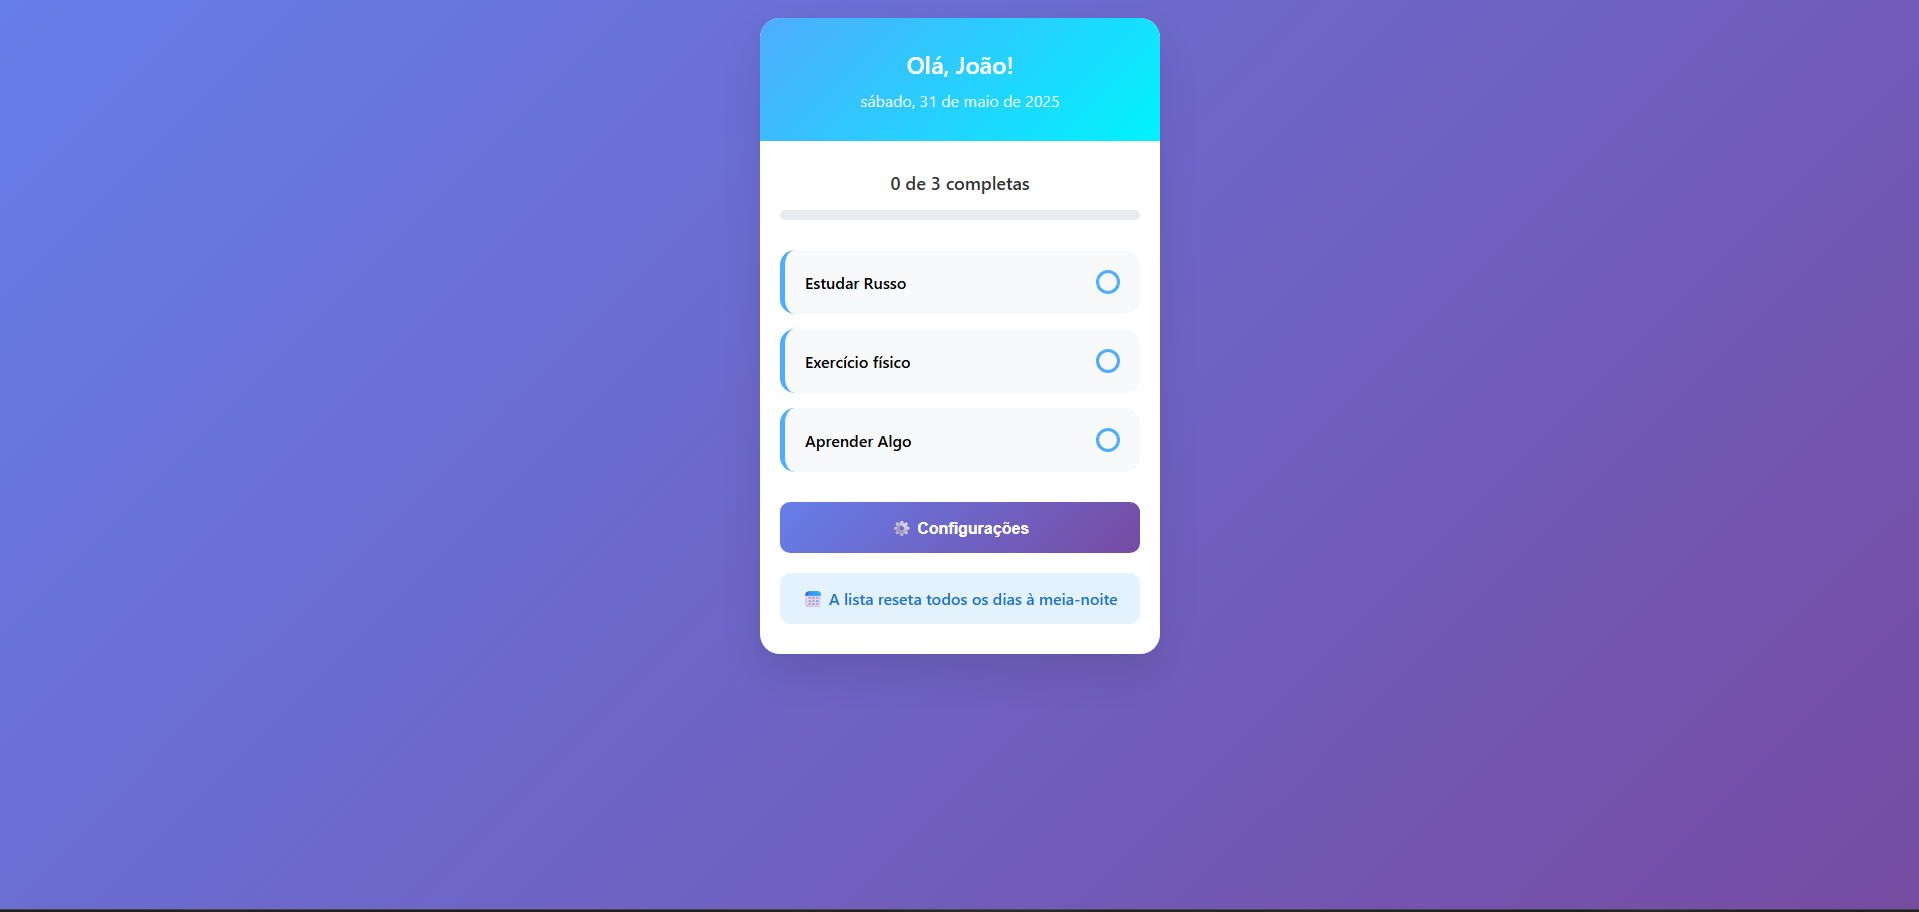 Olá, João!
sábado, 31 de maio de 2025
0 de 3 completas
Estudar Russo
Exercício físico
Aprender Algo
Configurações
A lista reseta todos os dias à meia-noite